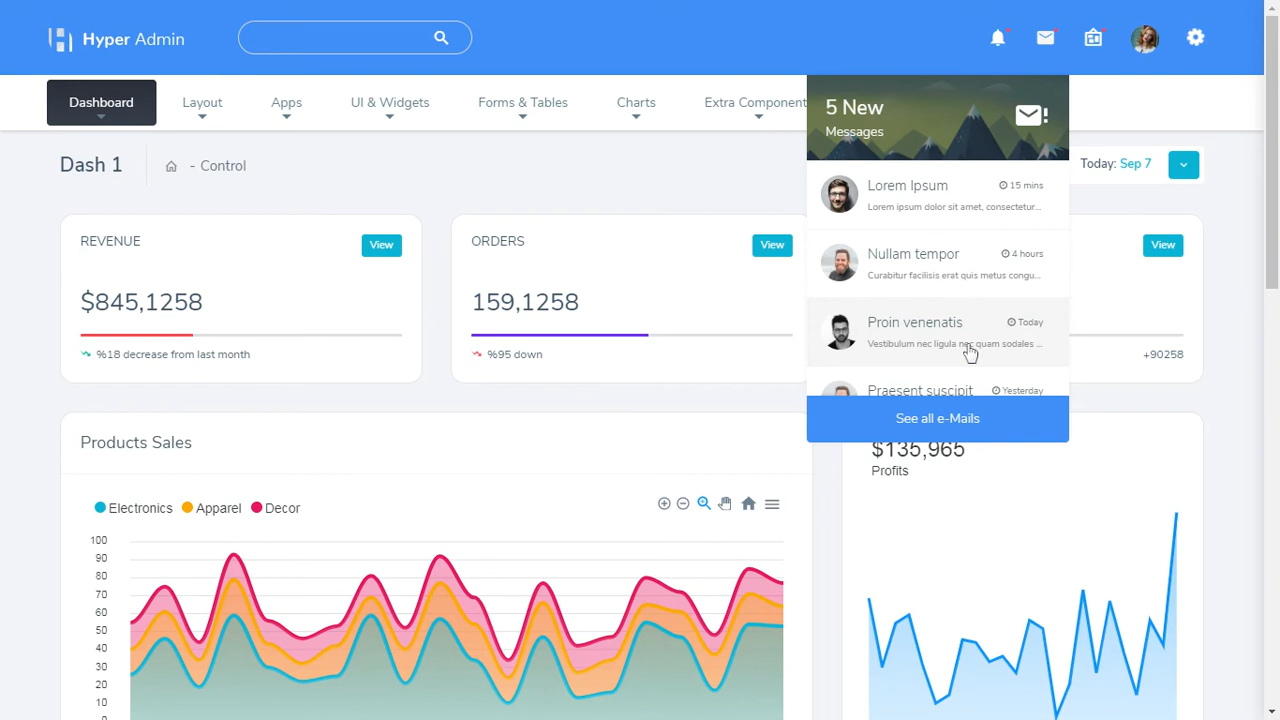 Hyper Admin
Dashboard
Layout
Apps
UI & Widgets
Forms & Tables
Charts
Extra Component
5 New
Messages
Lorem Ipsum
15 mins
Lorem ipsum dolor sit amet, consectetur...
Nullam tempor
4 hours
Curabitur facilisis erat quis metus congu...
Proin venenatis
Today
Vestibulum nec ligula nec quam sodales ...
Praesent suscipit
Yesterday
See all e-Mails
Dash 1
- Control
Today: Sep 7
REVENUE
View
$845,1258
%18 decrease from last month
ORDERS
View
159,1258
%95 down
View
+90258
Products Sales
Electronics
Apparel
Decor
100
90
80
70
60
50
40
30
20
10
0
$135,965
Profits